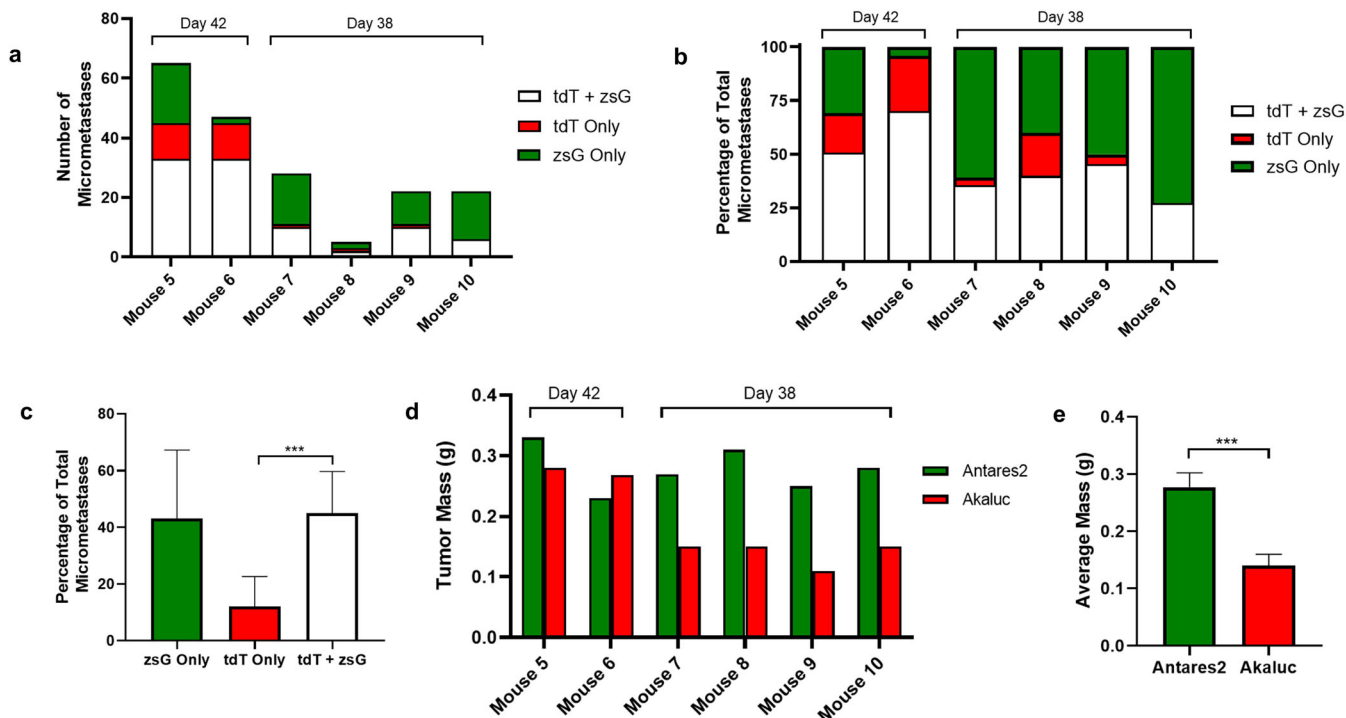 a
Day 42
Day 38
Number of
Micrometastases
80
60
40
20
0
tdT + zsG
tdT Only
zsG Only
Mouse 5
Mouse 6
Mouse 7
Mouse 8
Mouse 9
Mouse 10
b
Day 42
Day 38
Percentage of Total
Micrometastases
100
75
50
25
0
tdT + zsG
tdT Only
zsG Only
Mouse 5
Mouse 6
Mouse 7
Mouse 8
Mouse 9
Mouse 10
c
Percentage of Total
Micrometastases
80
60
40
20
0
***
zsG Only
tdT Only
tdT + zsG
d
Day 42
Day 38
Tumor Mass (g)
0.4
0.3
0.2
0.1
0.0
Antares2
Akaluc
Mouse 5
Mouse 6
Mouse 7
Mouse 8
Mouse 9
Mouse 10
e
Average Mass (g)
0.4
0.3
0.2
0.1
0.0
***
Antares2
Akaluc